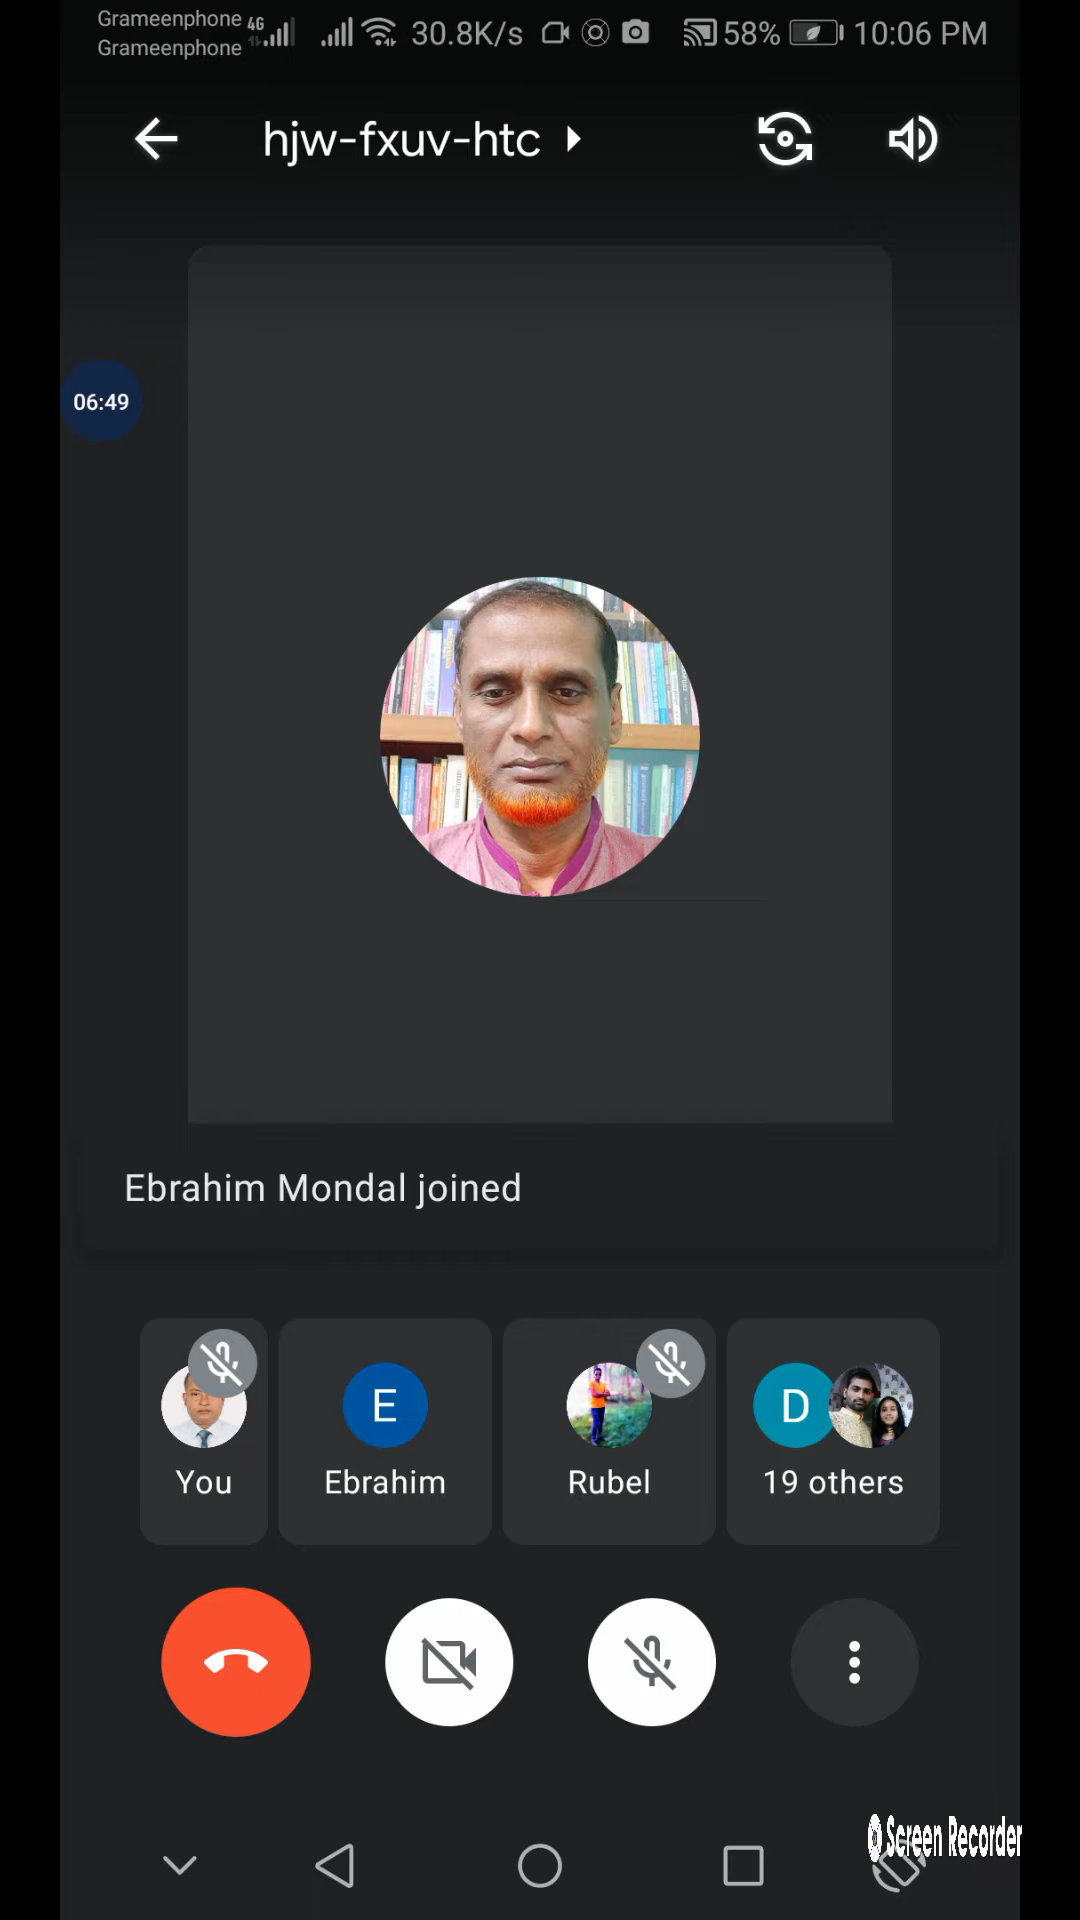 Grameenphone 4G 30.8K/s 58% 10:06 PM
Grameenphone
hjw-fxuv-htc
06:49
Ebrahim Mondal joined
E D
You Ebrahim Rubel 19 others
Screen Recorder